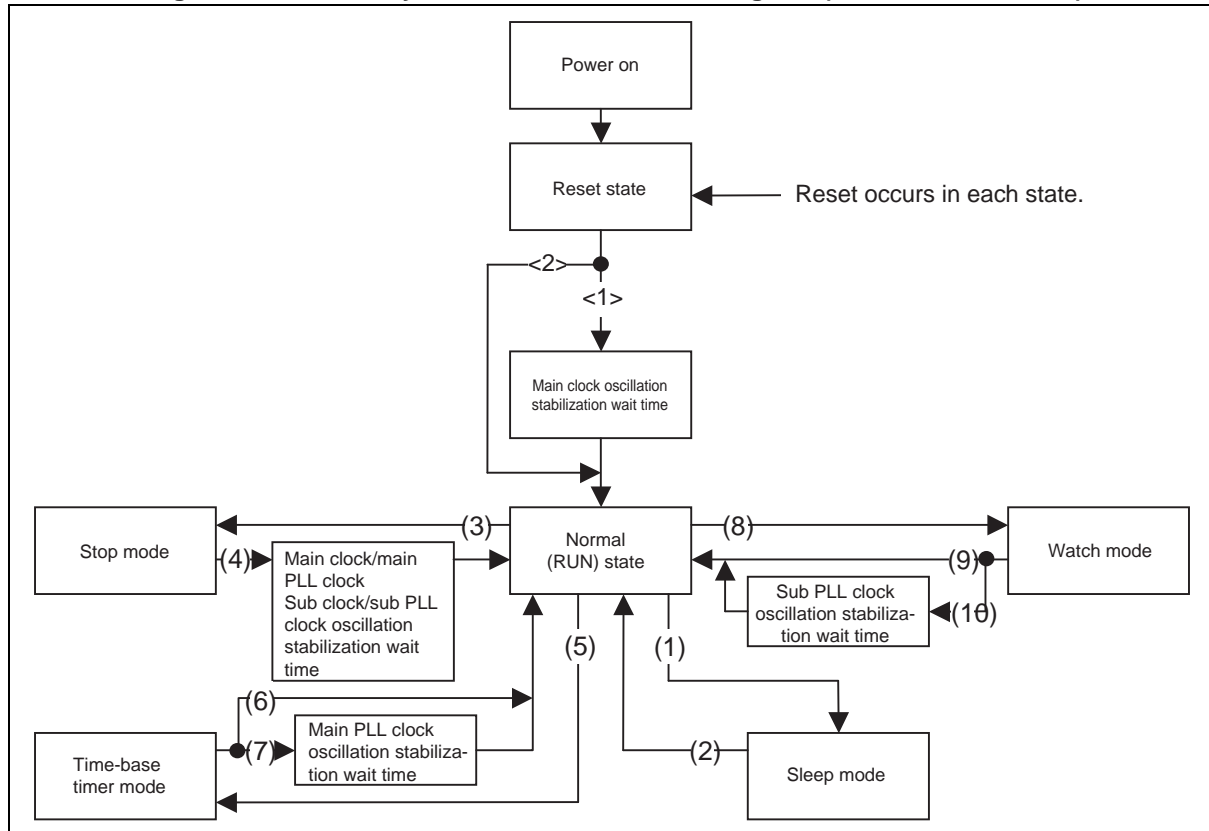 Power on
Reset state
Reset occurs in each state.
<2>
<1>
Main clock oscillation
stabilization wait time
Stop mode
(3)
(4)
Main clock/main
PLL clock
Sub clock/sub PLL
clock oscillation
stabilization wait
time
Normal
(RUN) state
(8)
(9)
Watch mode
Sub PLL clock
oscillation stabiliza-
tion wait time
(10)
(5)
(1)
(6)
(7)
Main PLL clock
oscillation stabiliza-
tion wait time
Time-base
timer mode
(2)
Sleep mode